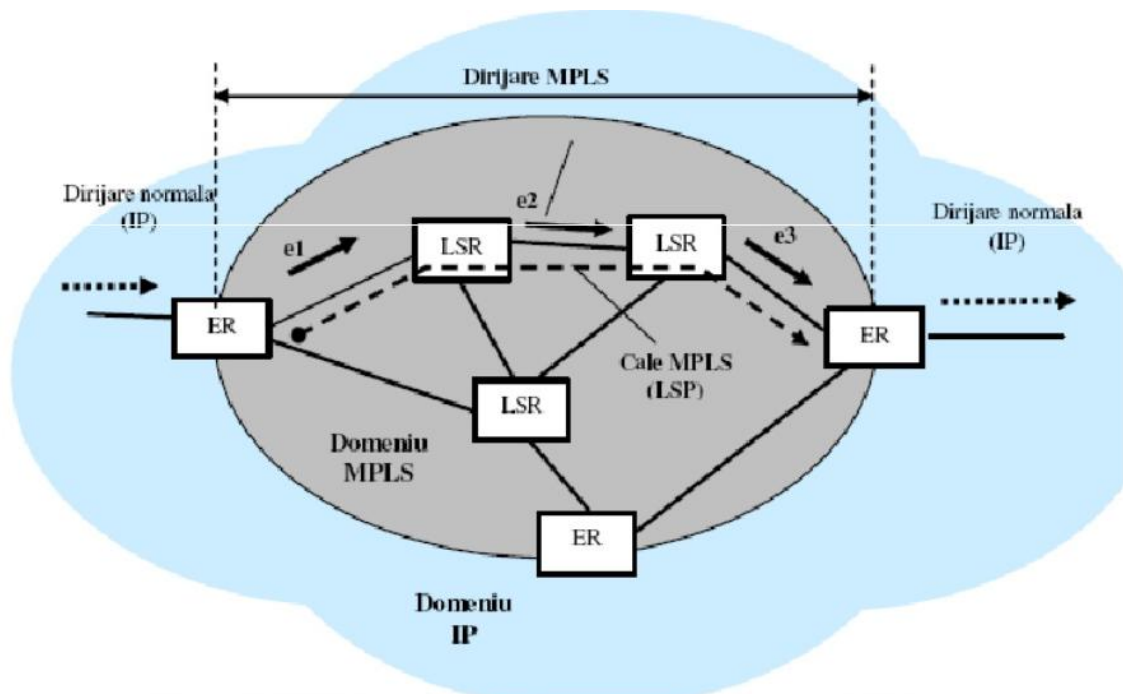 Dirijare MPLS
Dirijare normala
(IP)
Dirijare normala
(IP)
e1
e2
e3
LSR
LSR
ER
ER
Cale MPLS
(LSP)
LSR
Domeniu
MPLS
ER
Domeniu
IP